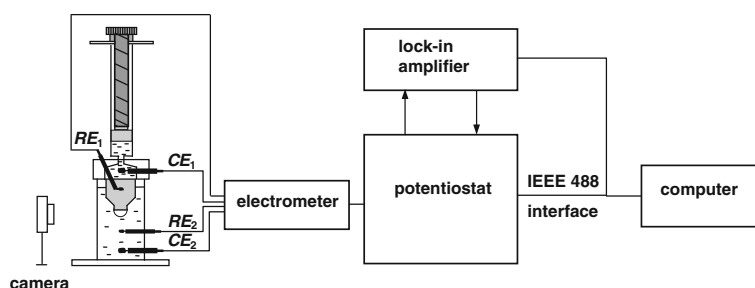 lock-in
amplifier
RE1
CE1
electrometer
potentiostat
IEEE 488
interface
computer
RE2
CE2
camera